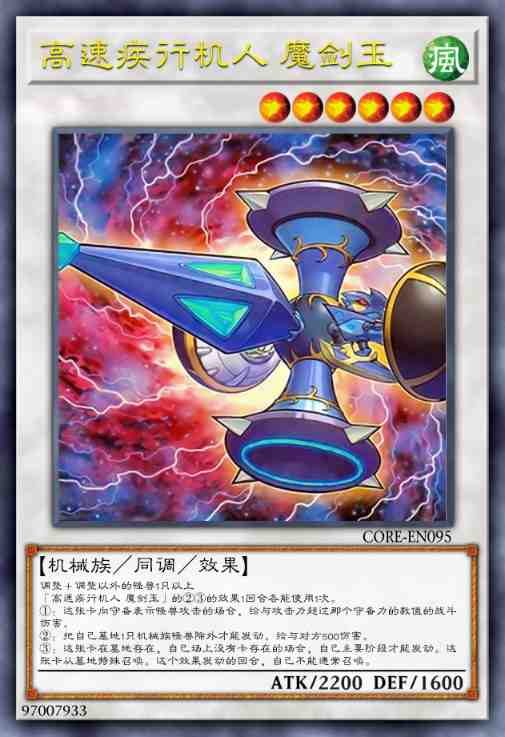 高速疾行机人 魔剑玉
風
CORE-EN095
【机械族／同调／效果】
调整＋调整以外的怪兽1只以上
「高速疾行机人 魔剑玉」的②③的效果1回合各能使用1次。
①：这张卡向守备表示怪兽攻击的场合，给与攻击力超过那个守备力的数值的战斗
伤害。
②：把自己墓地1只机械族怪兽除外才能发动。给与对方500伤害。
③：这张卡在墓地存在，自己场上没有卡存在的场合，自己主要阶段才能发动。这
张卡从墓地特殊召唤。这个效果发动的回合，自己不能通常召唤。
ATK/2200 DEF/1600
97007933